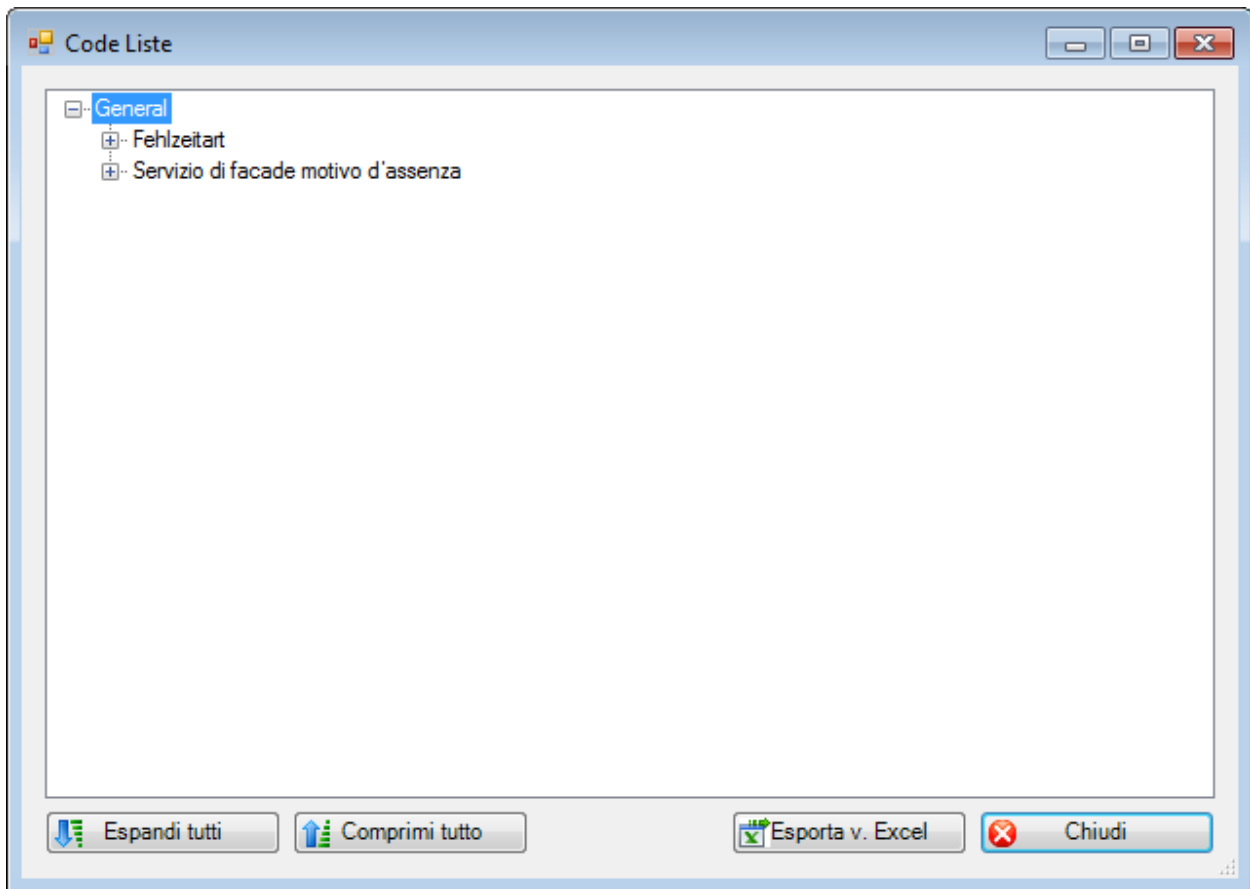 Code Liste
General
Fehlzeitart
Servizio di facade motivo d'assenza
Espandi tutti
Comprimi tutto
Esporta v. Excel
Chiudi